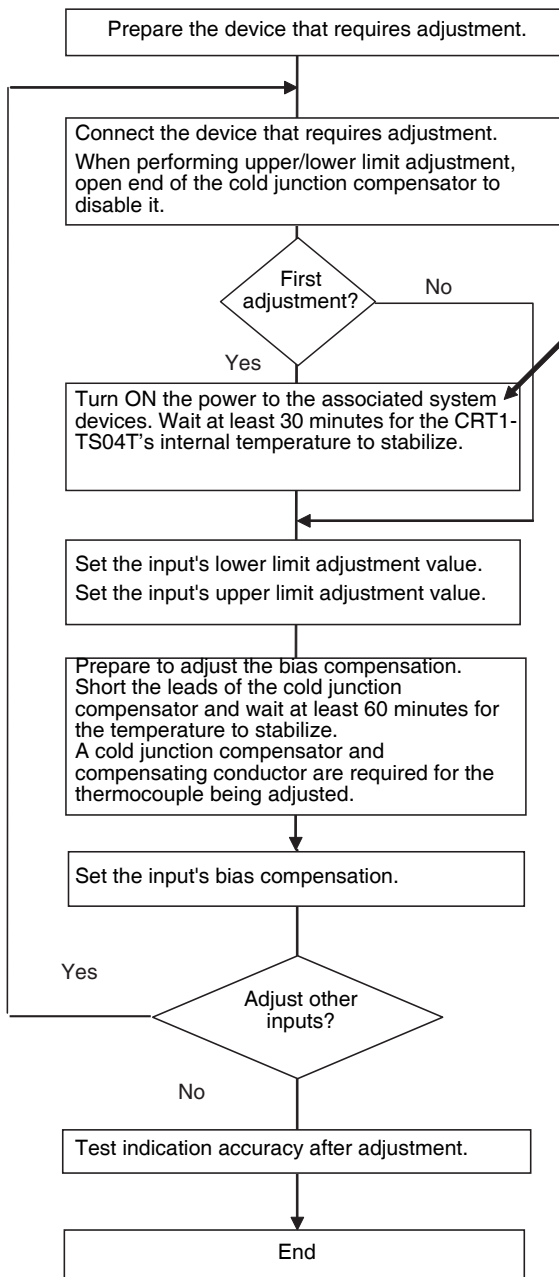 Prepare the device that requires adjustment.
Connect the device that requires adjustment.
When performing upper/lower limit adjustment,
open end of the cold junction compensator to
disable it.
First
adjustment?
No
Yes
Turn ON the power to the associated system
devices. Wait at least 30 minutes for the CRT1-
TS04T's internal temperature to stabilize.
Set the input's lower limit adjustment value.
Set the input's upper limit adjustment value.
Prepare to adjust the bias compensation.
Short the leads of the cold junction
compensator and wait at least 60 minutes for
the temperature to stabilize.
A cold junction compensator and
compensating conductor are required for the
thermocouple being adjusted.
Set the input's bias compensation.
Yes
Adjust other
inputs?
No
Test indication accuracy after adjustment.
End